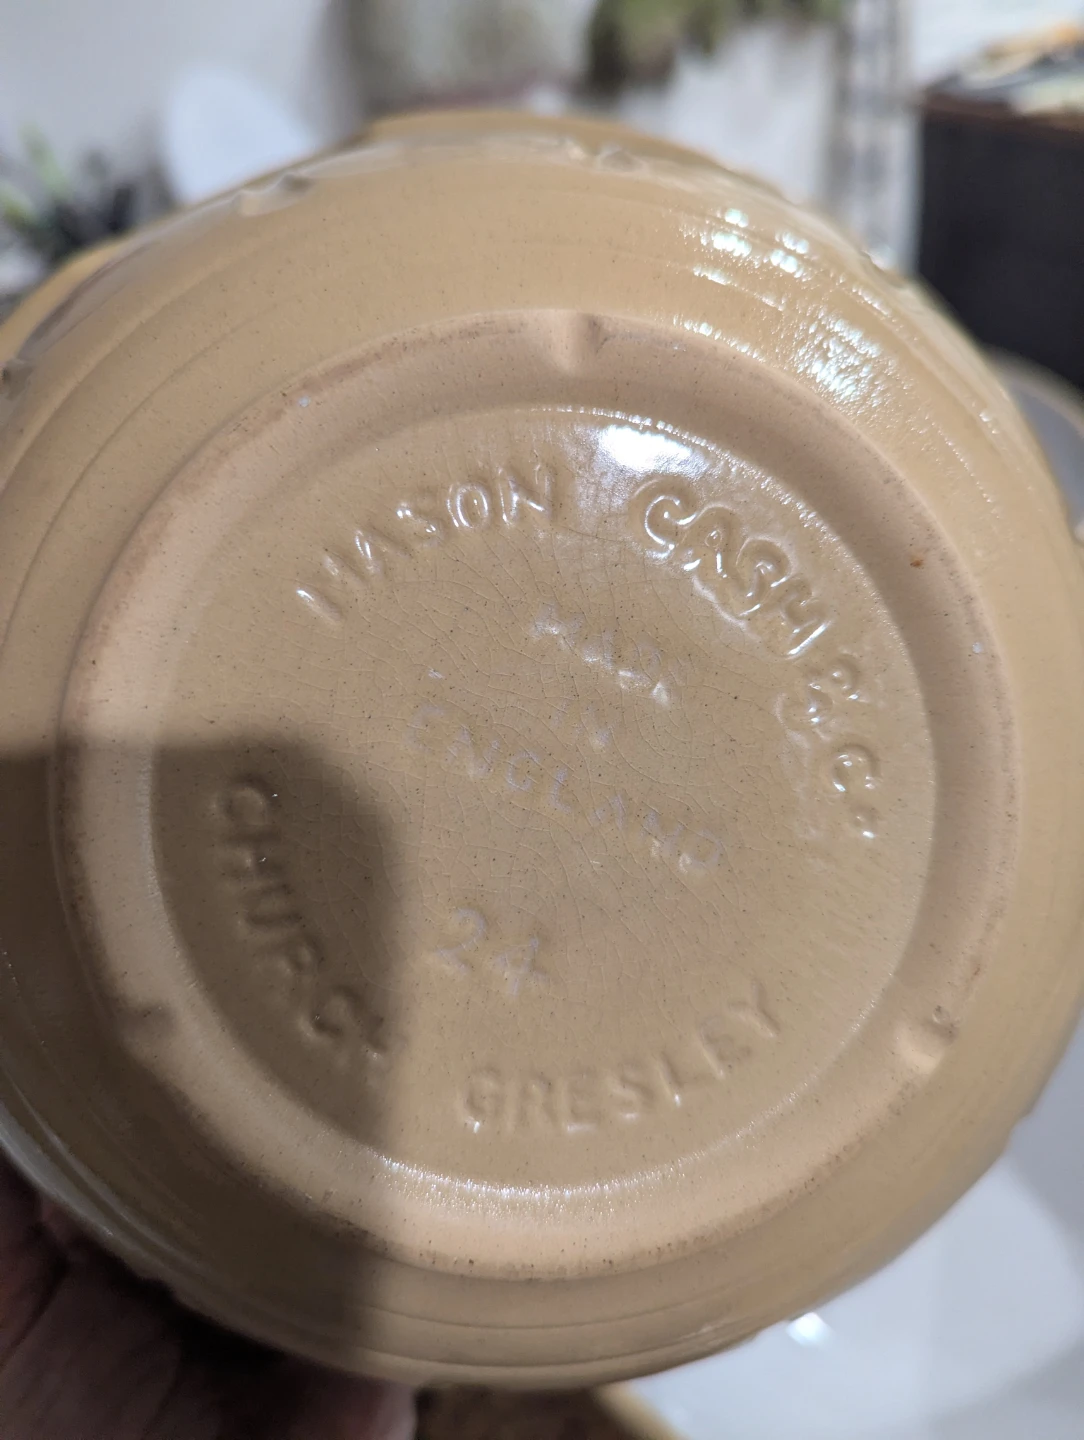 MASON CASH & Co.
MADE
IN
ENGLAND
24
CHURCH GRESLEY